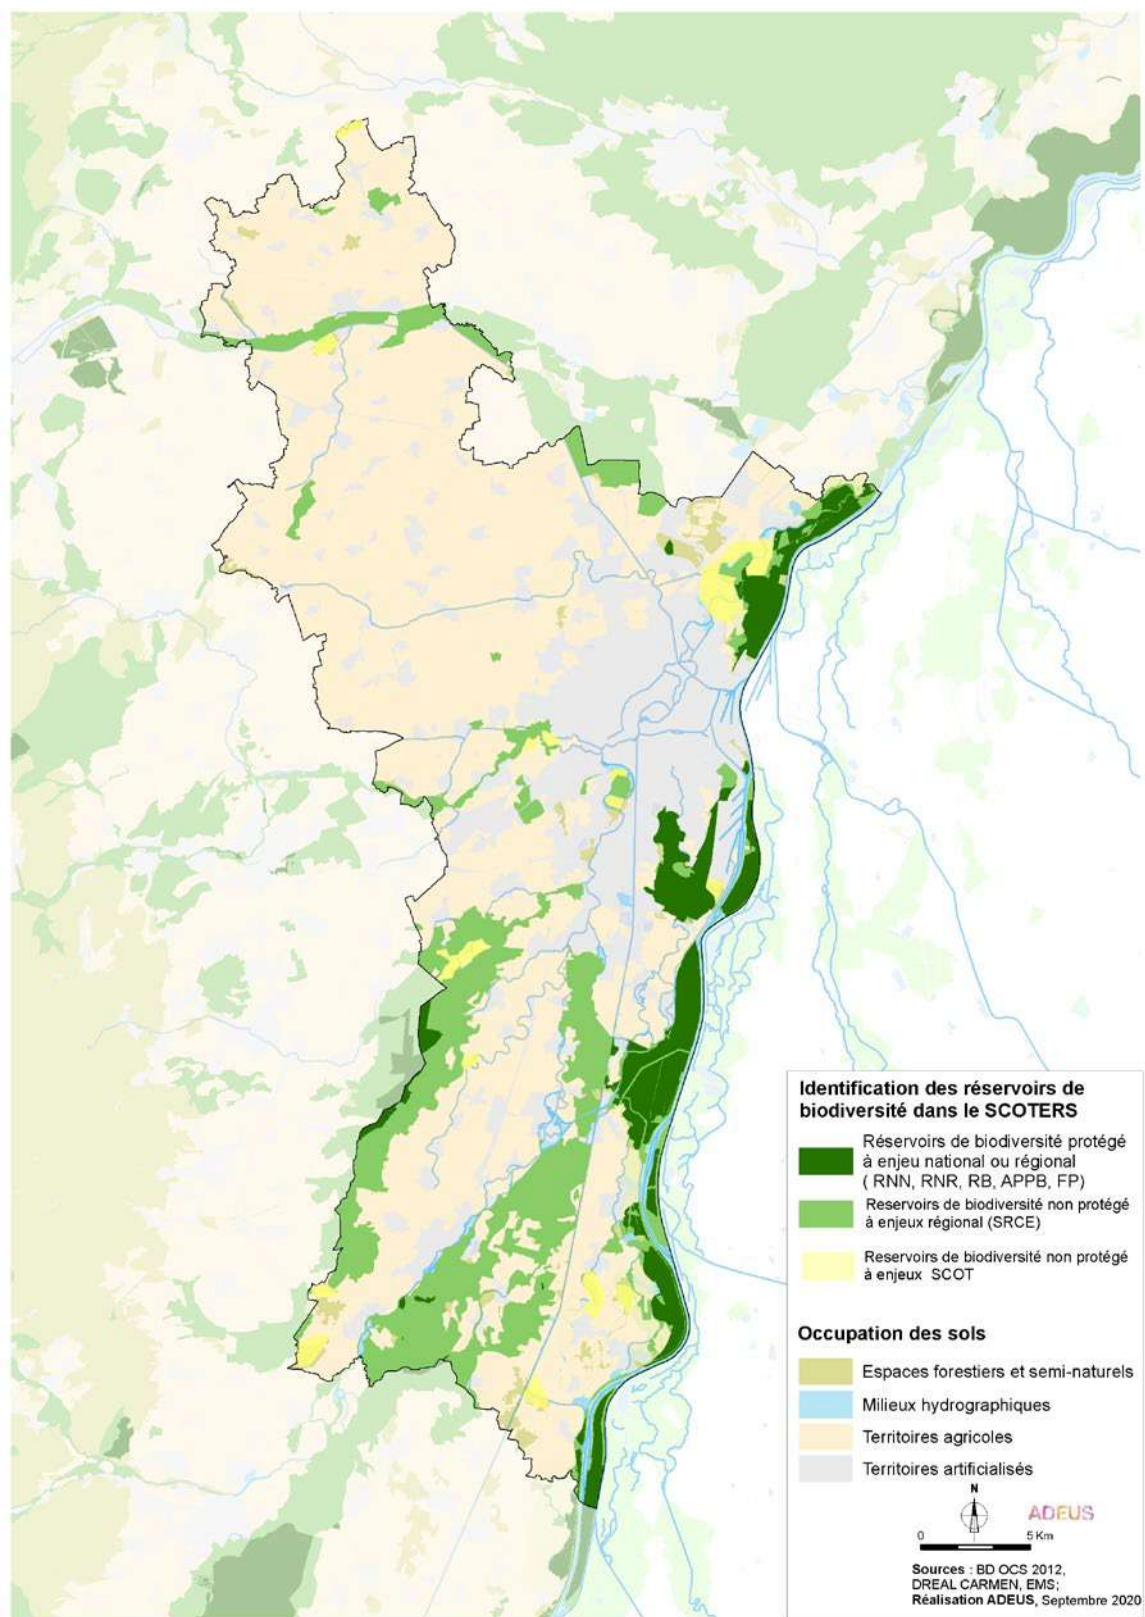 Identification des réservoirs de
biodiversité dans le SCOTERS
Réservoirs de biodiversité protégé
à enjeu national ou régional
( RNN, RNR, RB, APPB, FP)
Reservoirs de biodiversité non protégé
à enjeux régional (SRCE)
Reservoirs de biodiversité non protégé
à enjeux SCOT
Occupation des sols
Espaces forestiers et semi-naturels
Milieux hydrographiques
Territoires agricoles
Territoires artificialisés
N
ADEUS
0 5 Km
Sources : BD OCS 2012,
DREAL CARMEN, EMS;
Réalisation ADEUS, Septembre 2020